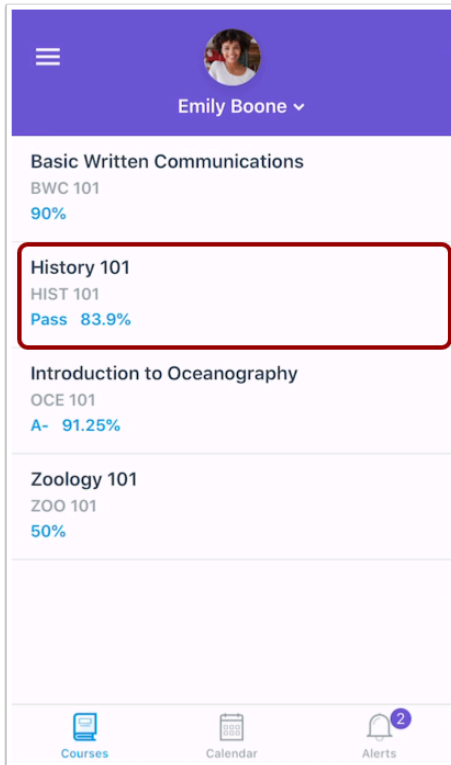 Emily Boone
Basic Written Communications
BWC 101
90%
History 101
HIST 101
Pass 83.9%
Introduction to Oceanography
OCE 101
A- 91.25%
Zoology 101
ZOO 101
50%
2
Courses Calendar Alerts